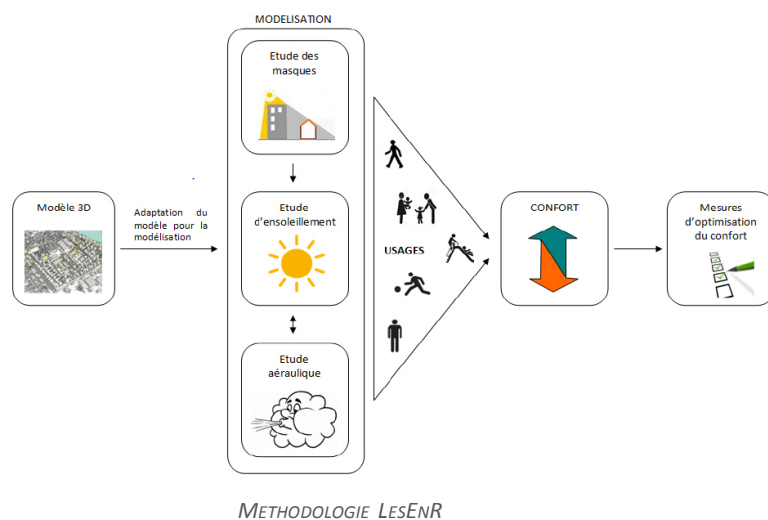 MODELISATION
Etude des
masques
Modèle 3D
Adaptation du
modèle pour la
modélisation
Etude
d'ensoleillement
USAGES
CONFORT
Mesures
d'optimisation
du confort
Etude
aéraulique
METHODOLOGIE LESENR